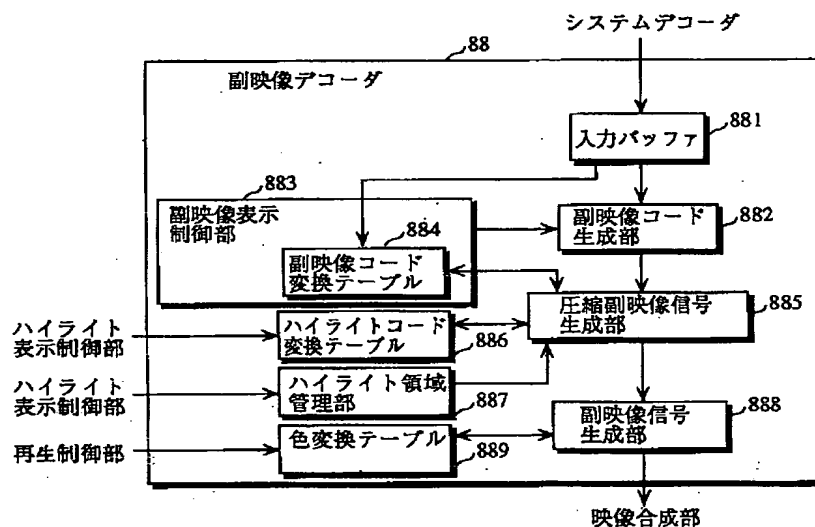 システムデコーダ
88
副映像デコーダ
881
入力バッファ
883
副映像表示
制御部
884
副映像コード
変換テーブル
副映像コード
生成部
882
圧縮副映像信号
生成部
885
ハイライト
表示制御部
ハイライトコード
変換テーブル
886
ハイライト
表示制御部
ハイライト領域
管理部
887
副映像信号
生成部
888
再生制御部
色変換テーブル
889
映像合成部